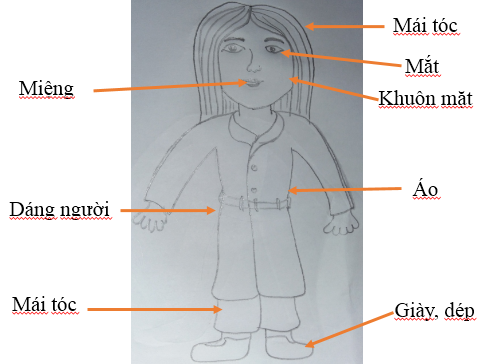 Mái tóc
Mắt
Miệng
Khuôn mặt
Áo
Dáng người
Mái tóc
Giày, dép